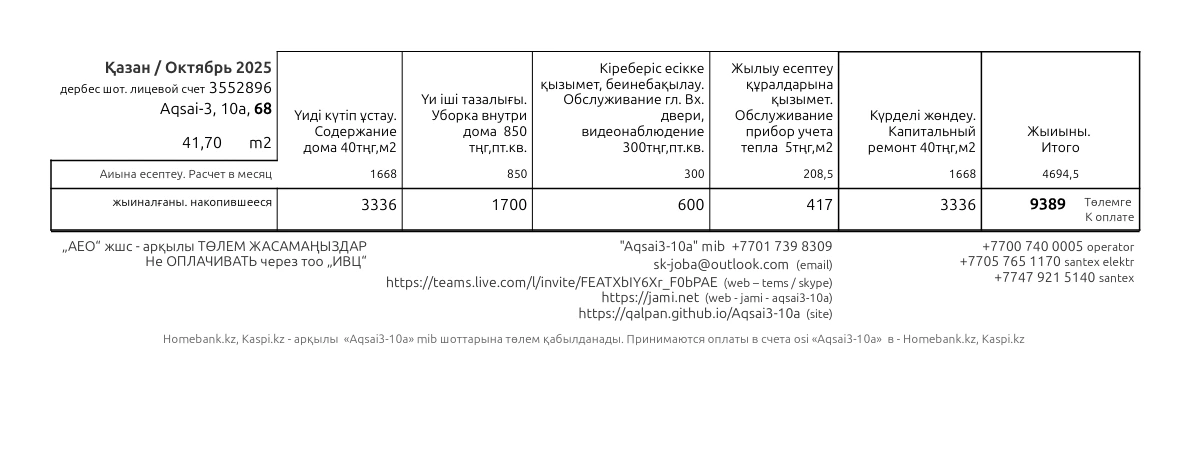 Қазан / Октябрь 2025
дербес шот. лицевой счет 3552896
Aqsai-3, 10а, 68
41,70 m2
Үиді күтіп ұстау.
Содержание
дома 40тңг,м2
Үи іші тазалығы.
Уборка внутри
дома 850
тңг,пт.кв.
Кіреберіс есікке
қызымет, беинебақылау.
Обслуживание гл. Вх.
двери,
видеонаблюдение
300тңг,пт.кв.
Жылыу есептеу
құралдарына
қызымет.
Обслуживание
прибор учета
тепла 5тңг,м2
Күрделі жөндеу.
Капитальный
ремонт 40тңг,м2
Жыиыны.
Итого
Аиына есептеу. Расчет в месяц 1668 850 300 208,5 1668 4694,5
жыиналғаны. накопившееся 3336 1700 600 417 3336 9389 Төлемге
К оплате
„АЕО“ жшс - арқылы ТӨЛЕМ ЖАСАМАҢЫЗДАР
Не ОПЛАЧИВАТЬ через тоо „ИВЦ“
"Aqsai3-10a" mib +7701 739 8309
sk-joba@outlook.com (email)
https://teams.live.com/l/invite/FEATXbIY6Xr_F0bPAE (web – tems / skype)
https://jami.net (web - jami - aqsai3-10a)
https://qalpan.github.io/Aqsai3-10a (site)
+7700 740 0005 operator
+7705 765 1170 santex elektr
+7747 921 5140 santex
Homebank.kz, Kaspi.kz - арқылы «Aqsai3-10a» mib шоттарына төлем қабылданады. Принимаются оплаты в счета osi «Aqsai3-10a» в - Homebank.kz, Kaspi.kz